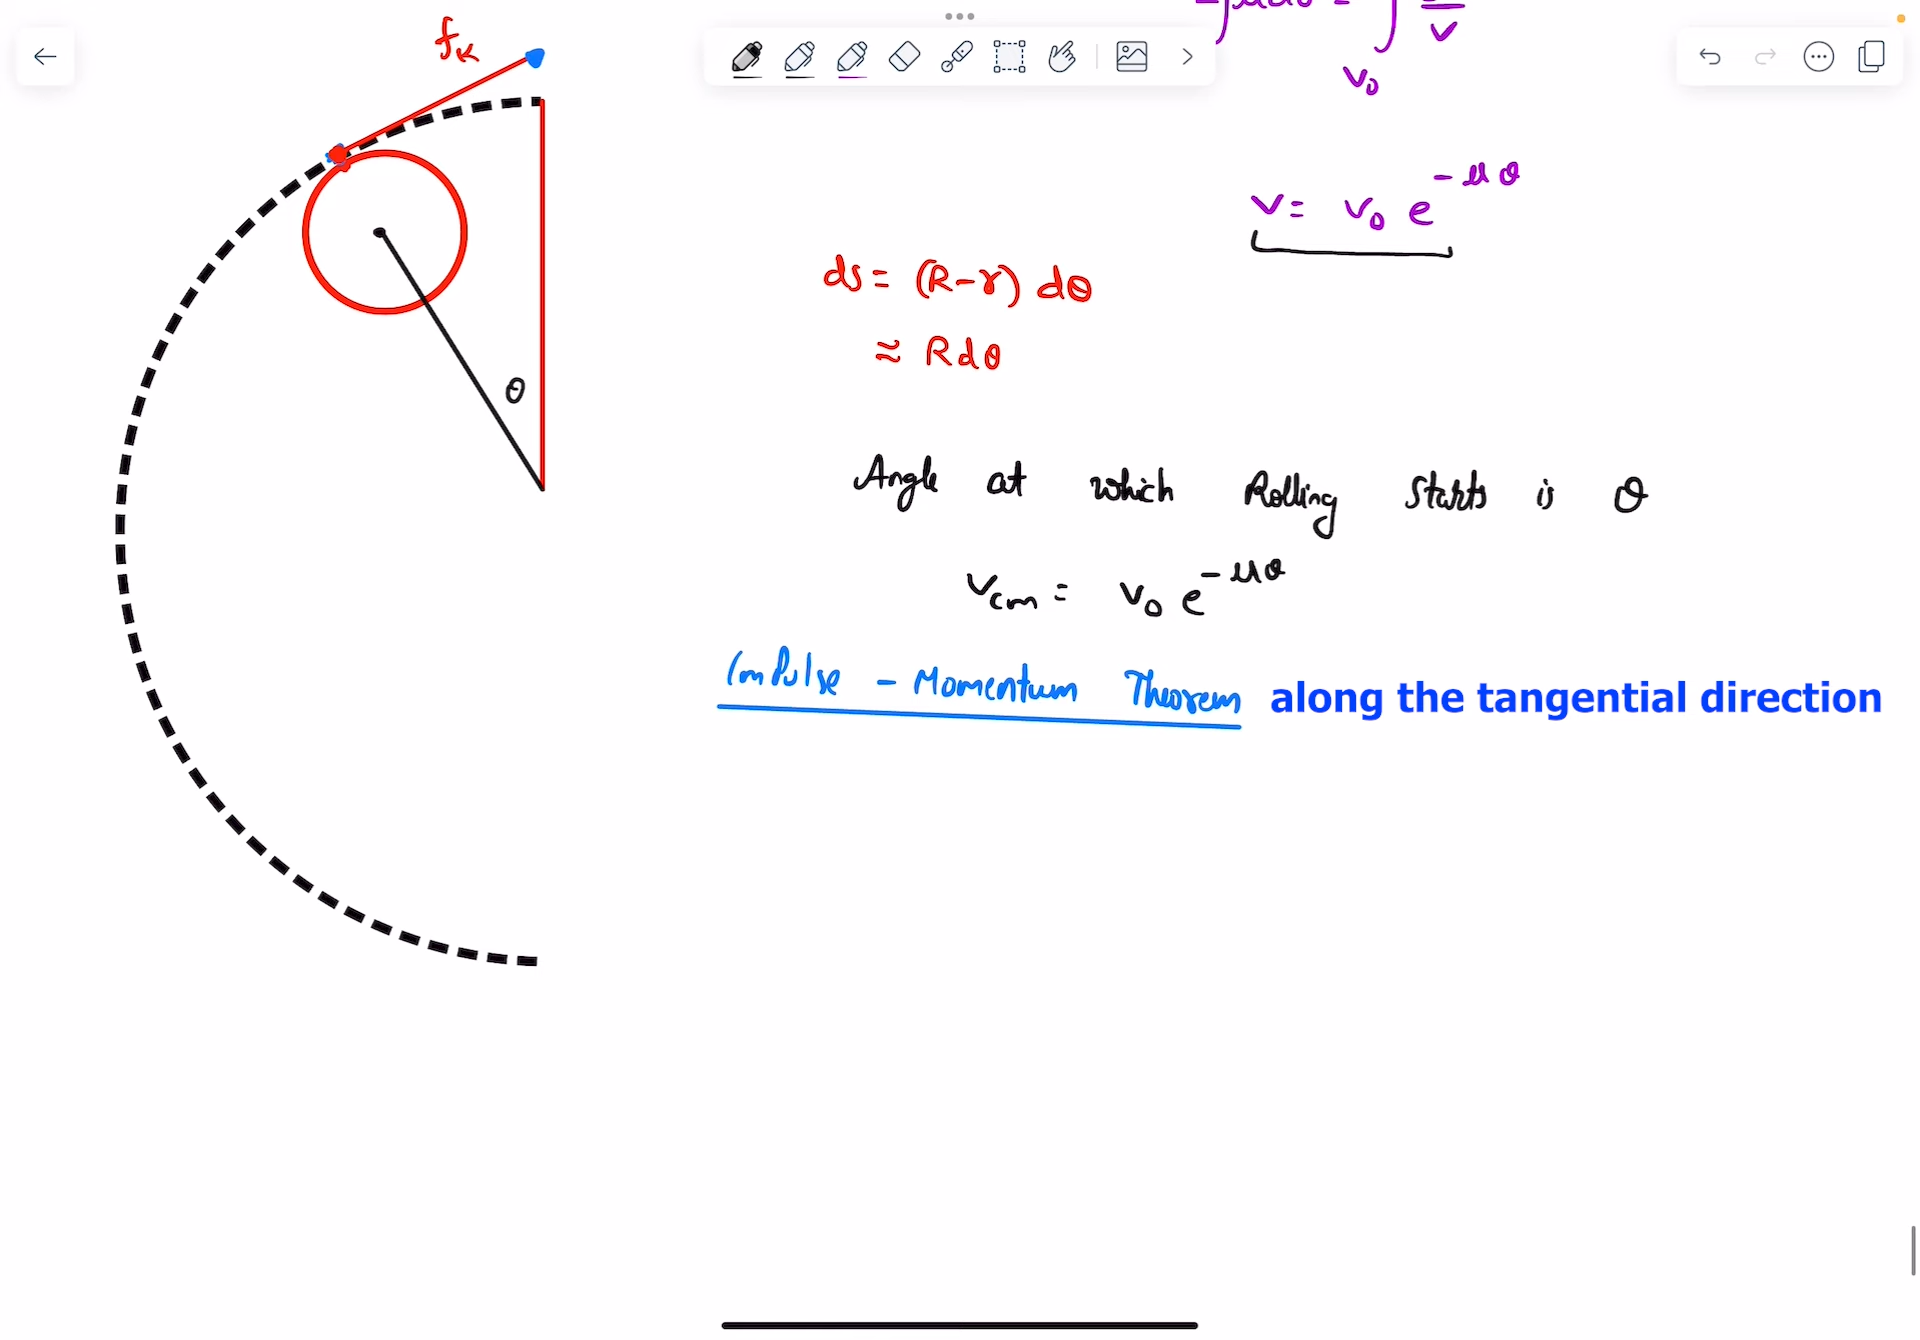 fK
v0
v = v0 e^-μθ
ds = (R-r) dθ
≈ R dθ
θ
Angle at which Rolling starts is θ
vcm = v0 e^-μθ
Impulse - Momentum Theorem along the tangential direction